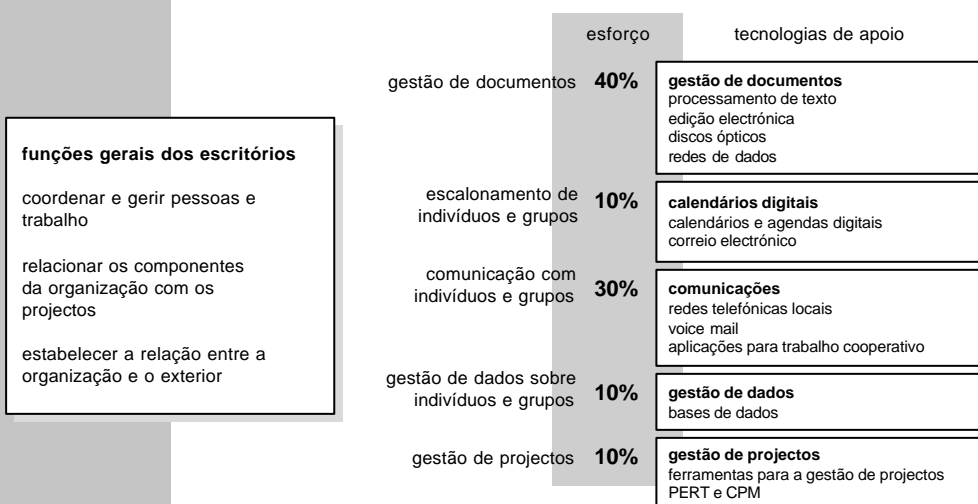 funções gerais dos escritórios
coordenar e gerir pessoas e
trabalho
relacionar os componentes
da organização com os
projectos
estabelecer a relação entre a
organização e o exterior
esforço
tecnologias de apoio
gestão de documentos
40%
gestão de documentos
processamento de texto
edição electrónica
discos ópticos
redes de dados
escalonamento de
indivíduos e grupos
10%
calendários digitais
calendários e agendas digitais
correio electrónico
comunicação com
indivíduos e grupos
30%
comunicações
redes telefónicas locais
voice mail
aplicações para trabalho cooperativo
gestão de dados sobre
indivíduos e grupos
10%
gestão de dados
bases de dados
gestão de projectos
10%
gestão de projectos
ferramentas para a gestão de projectos
PERT e CPM